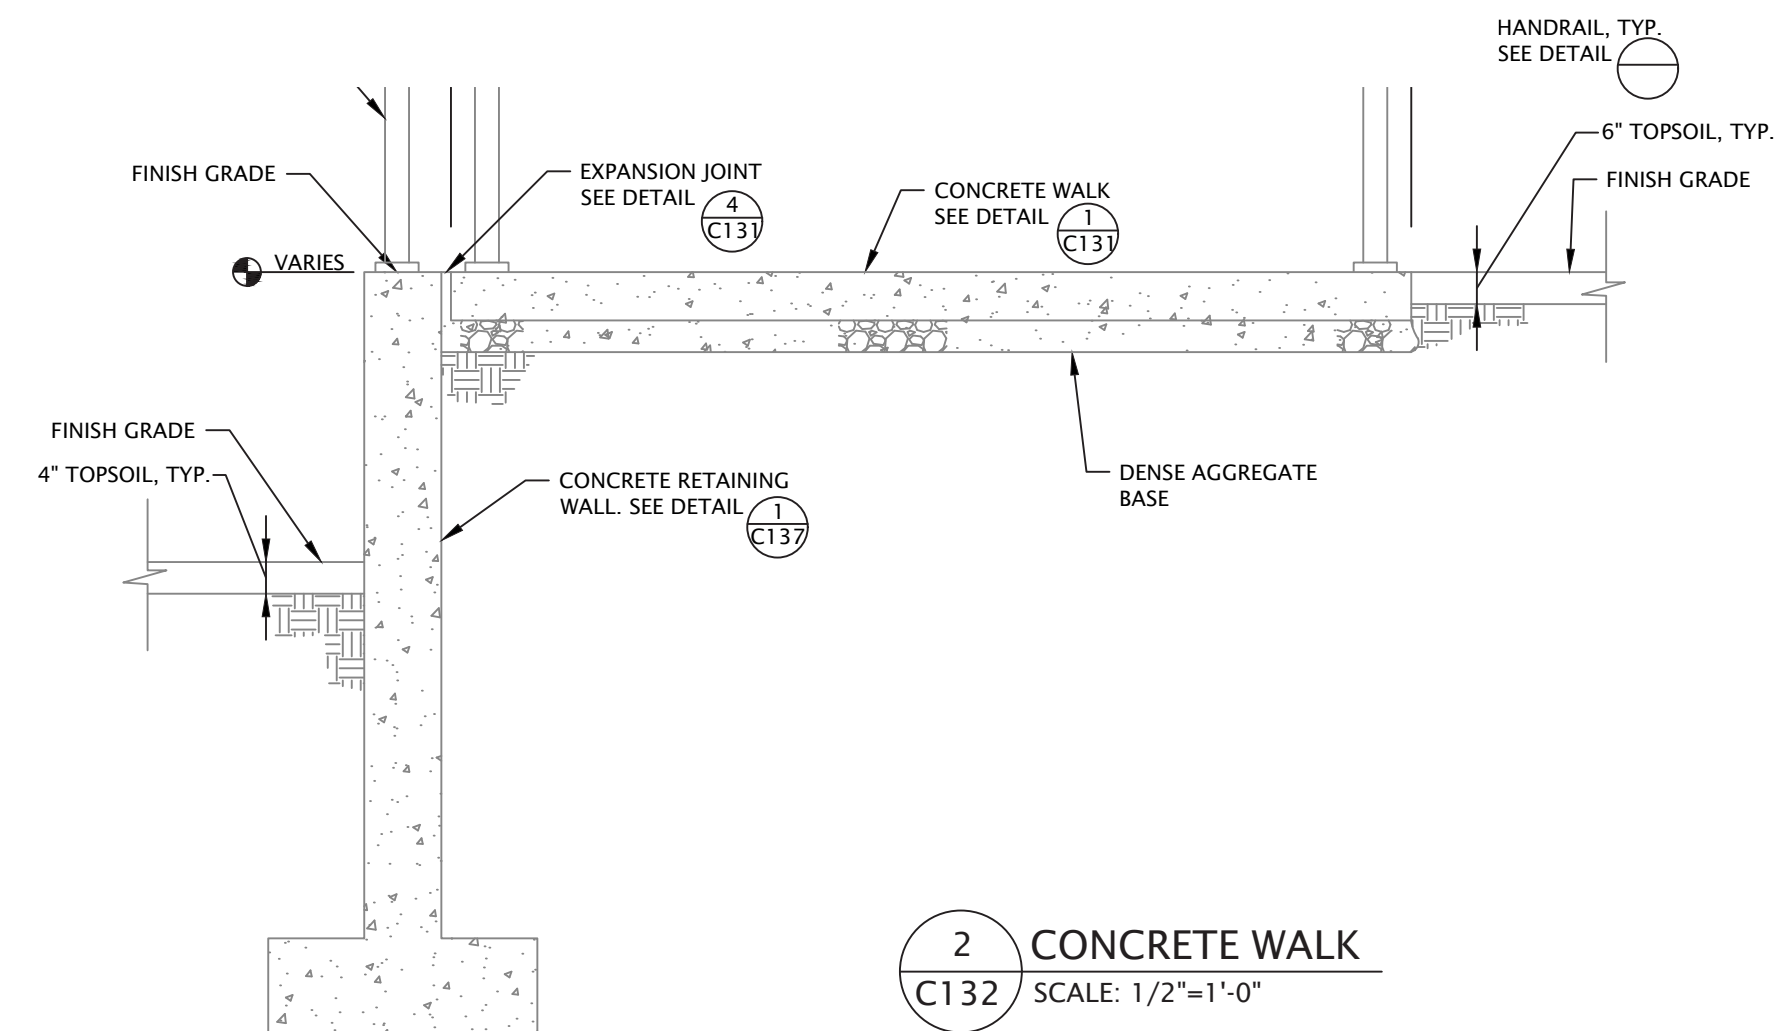 HANDRAIL, TYP.
SEE DETAIL
6" TOPSOIL, TYP.
FINISH GRADE
FINISH GRADE
EXPANSION JOINT
SEE DETAIL
4
C131
CONCRETE WALK
SEE DETAIL
1
C131
VARIES
FINISH GRADE
4" TOPSOIL, TYP.
CONCRETE RETAINING
WALL. SEE DETAIL
1
C137
DENSE AGGREGATE
BASE
2
C132
CONCRETE WALK
SCALE: 1/2"=1'-0"